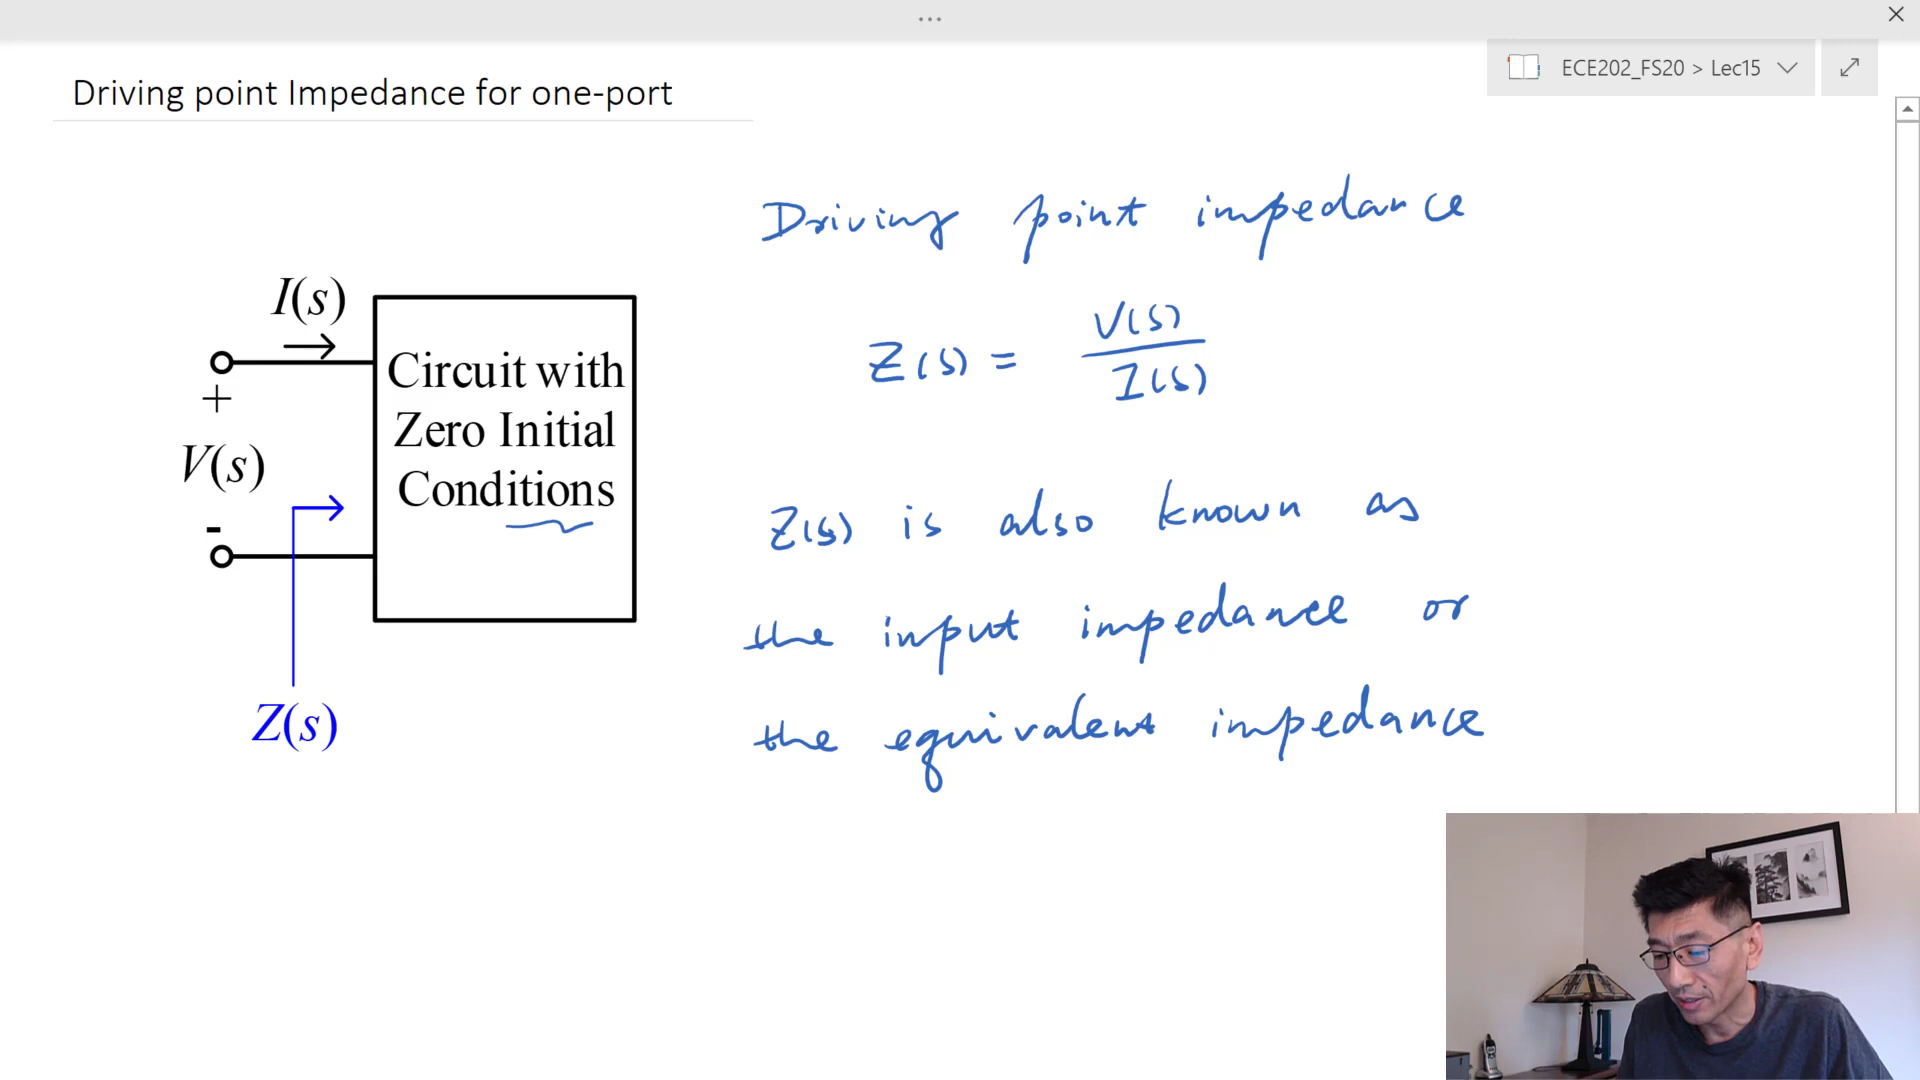 ...
ECE202_FS20 > Lec15
Driving point Impedance for one-port
Driving point impedance
I(s)
Z(s) = V(s) / I(s)
Circuit with
Zero Initial
Conditions
+
V(s)
-
Z(s)
Z(s) is also known as
the input impedance or
the equivalent impedance